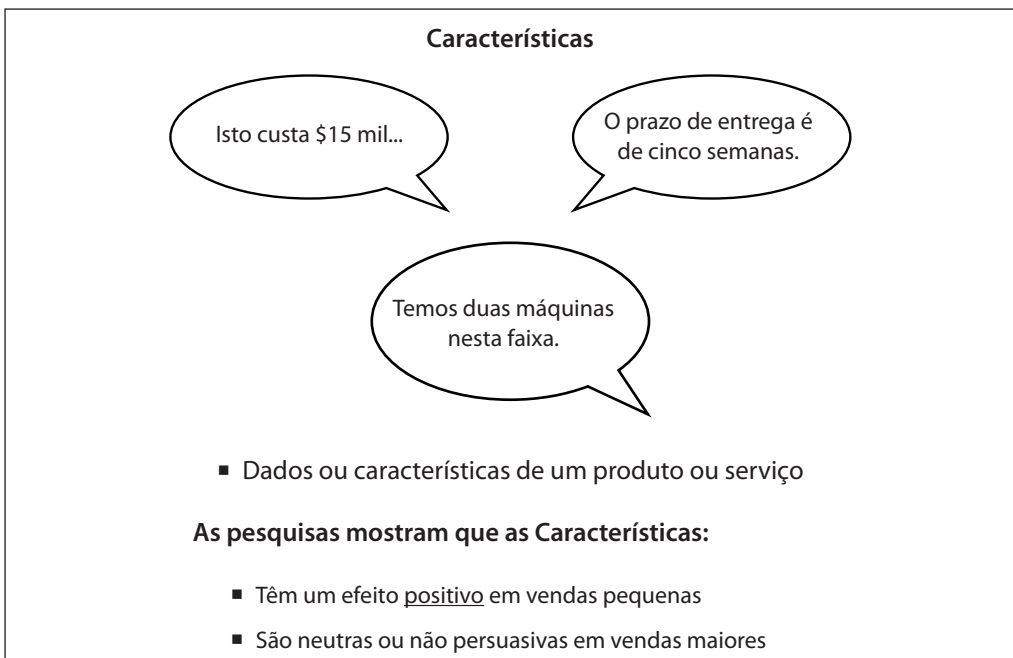 Características
Isto custa $15 mil...
O prazo de entrega é
de cinco semanas.
Temos duas máquinas
nesta faixa.
▪ Dados ou características de um produto ou serviço
As pesquisas mostram que as Características:
▪ Têm um efeito positivo em vendas pequenas
▪ São neutras ou não persuasivas em vendas maiores